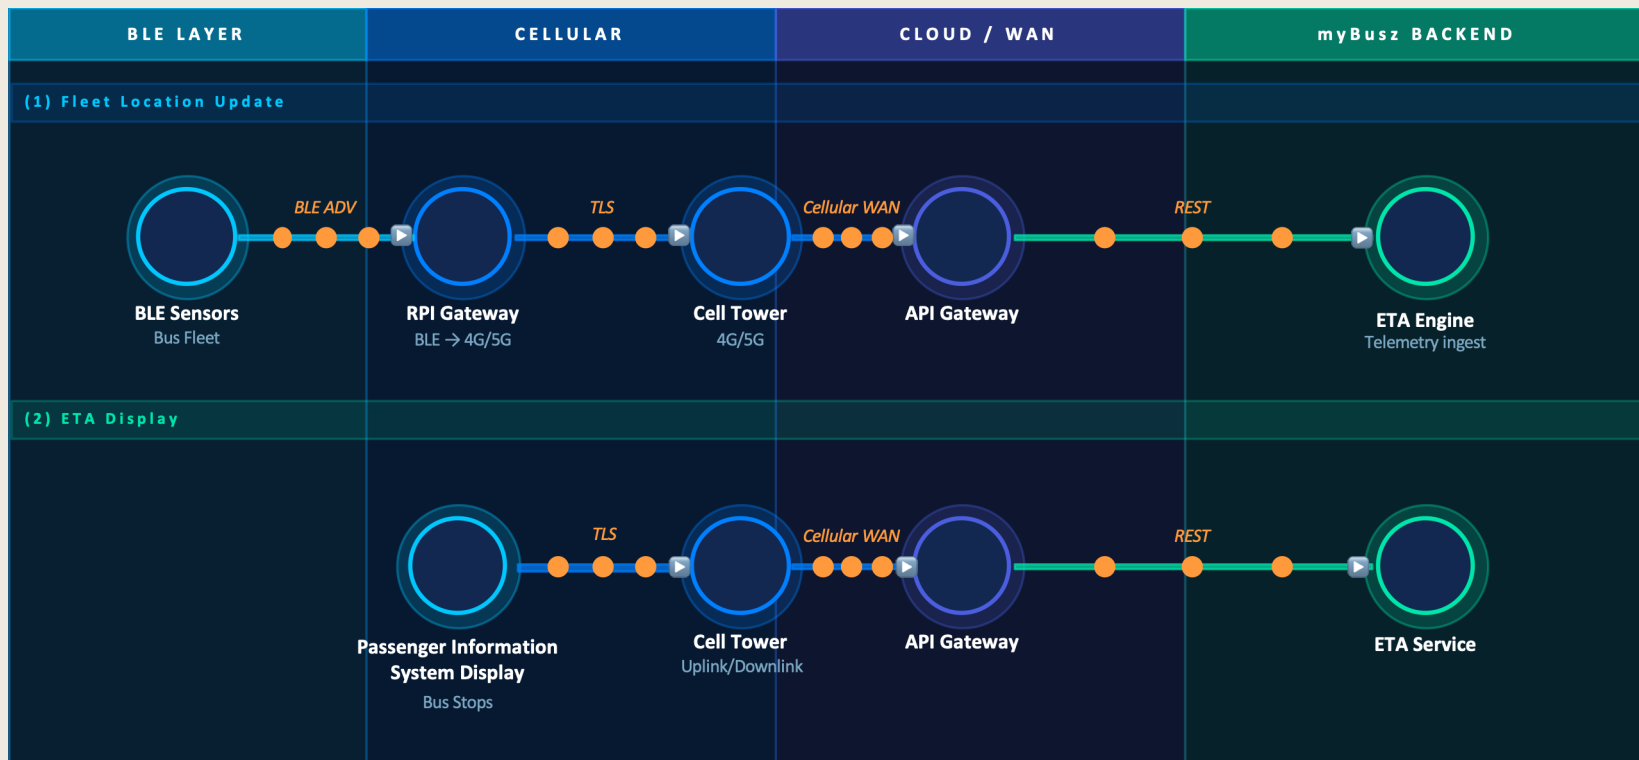 BLE LAYER
CELLULAR
CLOUD / WAN
myBusz BACKEND
(1) Fleet Location Update
BLE ADV
TLS
Cellular WAN
REST
BLE Sensors
Bus Fleet
RPI Gateway
BLE → 4G/5G
Cell Tower
4G/5G
API Gateway
ETA Engine
Telemetry ingest
(2) ETA Display
TLS
Cellular WAN
REST
Passenger Information
System Display
Bus Stops
Cell Tower
Uplink/Downlink
API Gateway
ETA Service